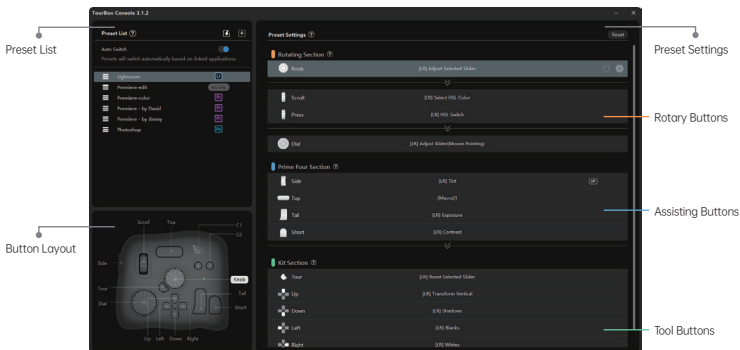 TourBox Console 3.1.2
Preset List
Auto Switch
Presets will switch automatically based on linked applications.
Lightroom
Premiere-edit
Premiere-color
Premiere - by David
Premiere - by Jimmy
Photoshop
Preset List
Button Layout
Scroll Top C1
C2
Side
Knob
Tour
Tall
Dial
Short
Up Left Down Right
Preset Settings
Reset
Rotating Section
Knob [LR] Adjust Selected Slider
Scroll [LR] Select HSL Color
Press [LR] HSL Switch
Dial [LR] Adjust Slider(Mouse Pointing)
Prime Four Section
Side [LR] Tint
Top [Macro]1
Tall [LR] Exposure
Short [LR] Contrast
Kit Section
Tour [LR] Reset Selected Slider
Up [LR] Transform Vertical
Down [LR] Shadows
Left [LR] Blacks
Right [LR] Whites
Preset Settings
Rotary Buttons
Assisting Buttons
Tool Buttons